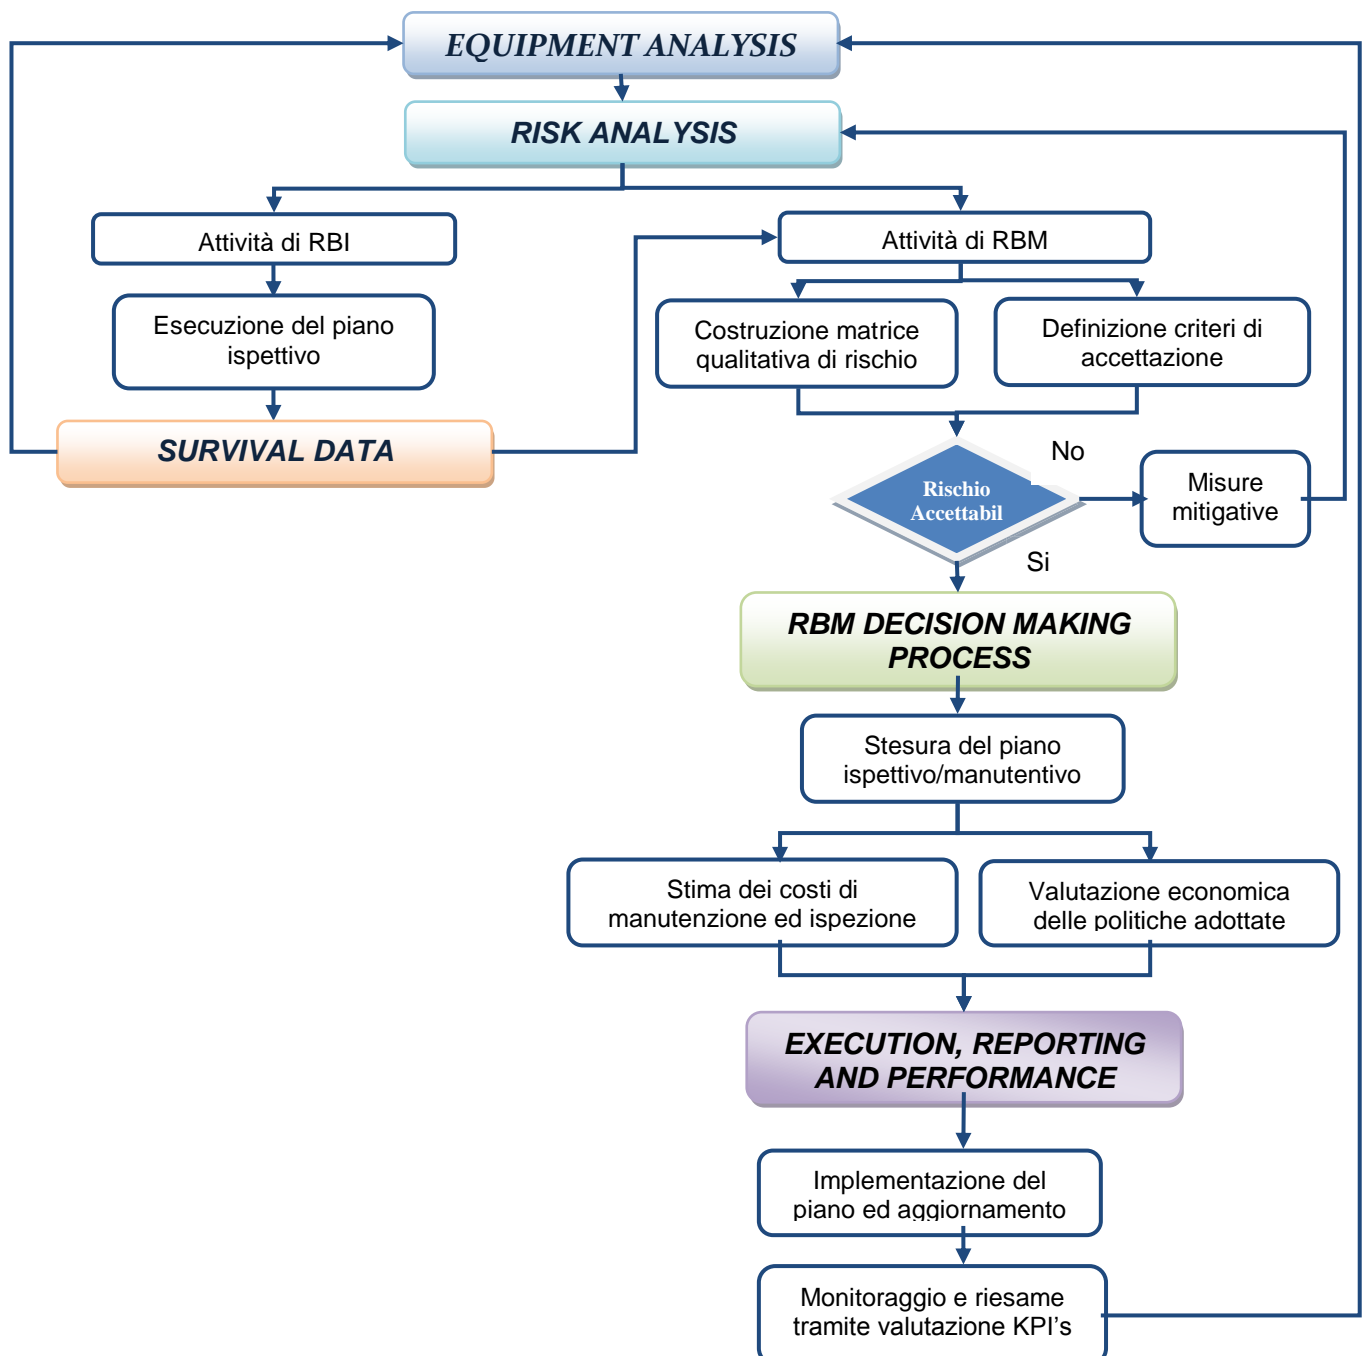 EQUIPMENT ANALYSIS
RISK ANALYSIS
Attività di RBI
Attività di RBM
Esecuzione del piano
ispettivo
Costruzione matrice
qualitativa di rischio
Definizione criteri di
accettazione
SURVIVAL DATA
No
Rischio
Accettabil
Misure
mitigative
Si
RBM DECISION MAKING
PROCESS
Stesura del piano
ispettivo/manutentivo
Stima dei costi di
manutenzione ed ispezione
Valutazione economica
delle politiche adottate
EXECUTION, REPORTING
AND PERFORMANCE
Implementazione del
piano ed aggiornamento
Monitoraggio e riesame
tramite valutazione KPI's